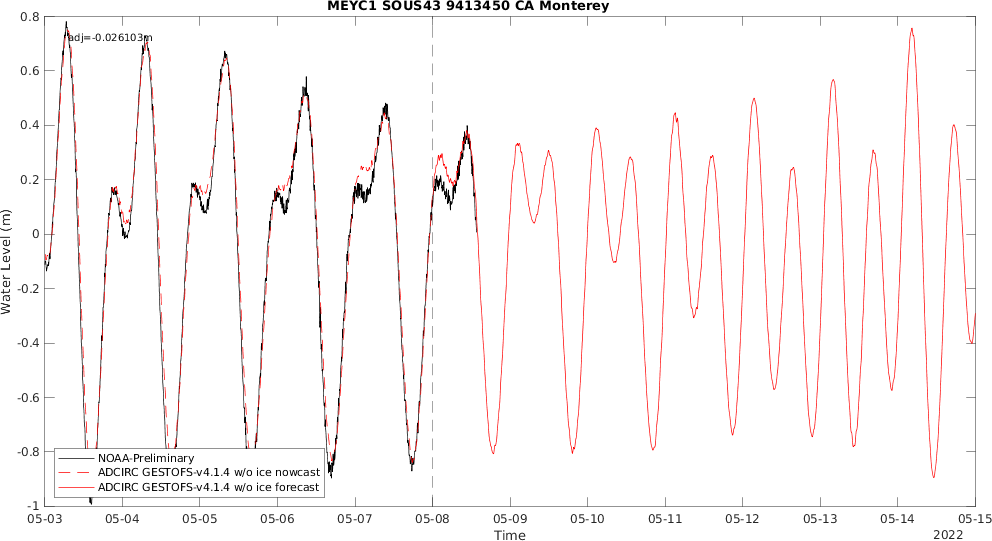 MEYC1 SOUS43 9413450 CA Monterey
adj=-0.026103m
0.8
0.6
0.4
0.2
0
-0.2
-0.4
-0.6
-0.8
-1
Water Level (m)
NOAA-Preliminary
ADCIRC GESTOFS-v4.1.4 w/o ice nowcast
ADCIRC GESTOFS-v4.1.4 w/o ice forecast
05-03 05-04 05-05 05-06 05-07 05-08 05-09 05-10 05-11 05-12 05-13 05-14 05-15
Time
2022